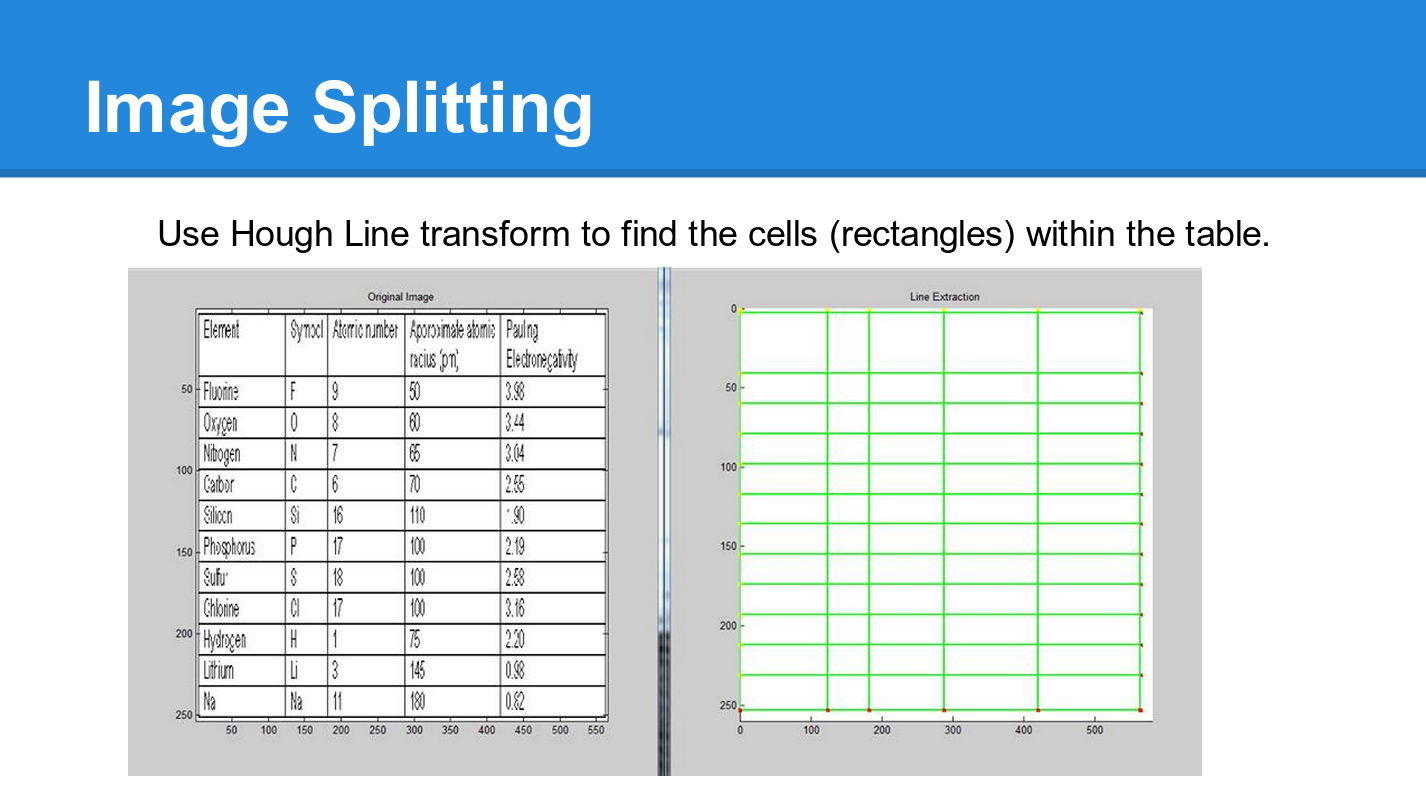 Image Splitting
Use Hough Line transform to find the cells (rectangles) within the table.
Original Image
Element Symbol Atomic number Approximate atomic radius (pm) Pauling Electronegativity
Fluorine F 9 50 3.98
Oxygen O 8 60 3.44
Nitrogen N 7 65 3.04
Carbon C 6 70 2.55
Silicon Si 16 110 1.90
Phosphorus P 17 100 2.19
Sulfur S 18 100 2.58
Chlorine Cl 17 100 3.16
Hydrogen H 1 75 2.20
Lithium Li 3 145 0.98
Na Na 11 180 0.82
50
100
150
200
250
50 100 150 200 250 300 350 400 450 500 550
Line Extraction
0
50
100
150
200
250
0 100 200 300 400 500